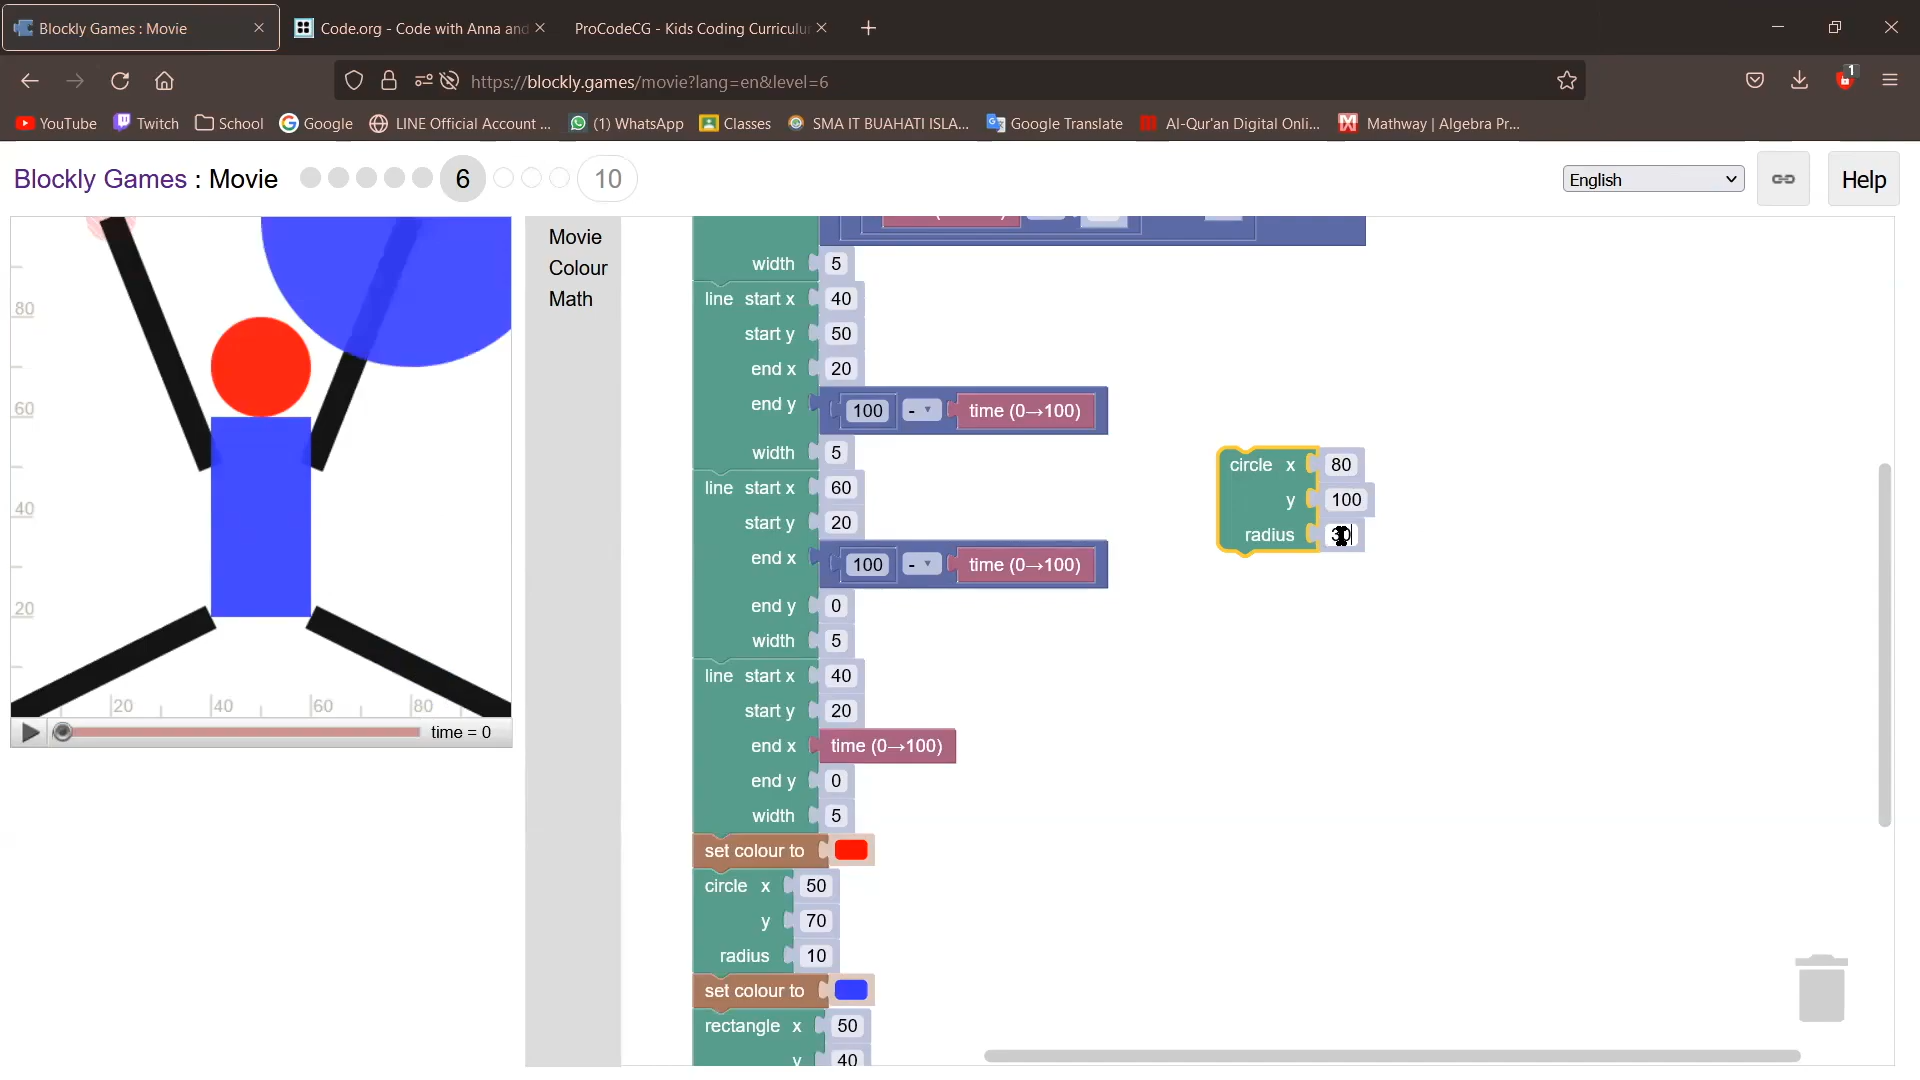 Blockly Games : Movie
Code.org - Code with Anna and
ProCodeCG - Kids Coding Curriculu
https://blockly.games/movie?lang=en&level=6
1
YouTube
Twitch
School
Google
LINE Official Account ...
(1) WhatsApp
Classes
SMA IT BUAHATI ISLA...
Google Translate
Al-Qur'an Digital Onli...
Mathway | Algebra Pr...
Blockly Games : Movie
6
10
English
Help
Movie
Colour
Math
80
60
40
20
20
40
60
80
time = 0
width 5
line start x 40
start y 50
end x 20
end y 100 - time (0→100)
width 5
line start x 60
start y 20
end x 100 - time (0→100)
end y 0
width 5
line start x 40
start y 20
end x time (0→100)
end y 0
width 5
set colour to
circle x 50
y 70
radius 10
set colour to
rectangle x 50
y 40
circle x 80
y 100
radius 30